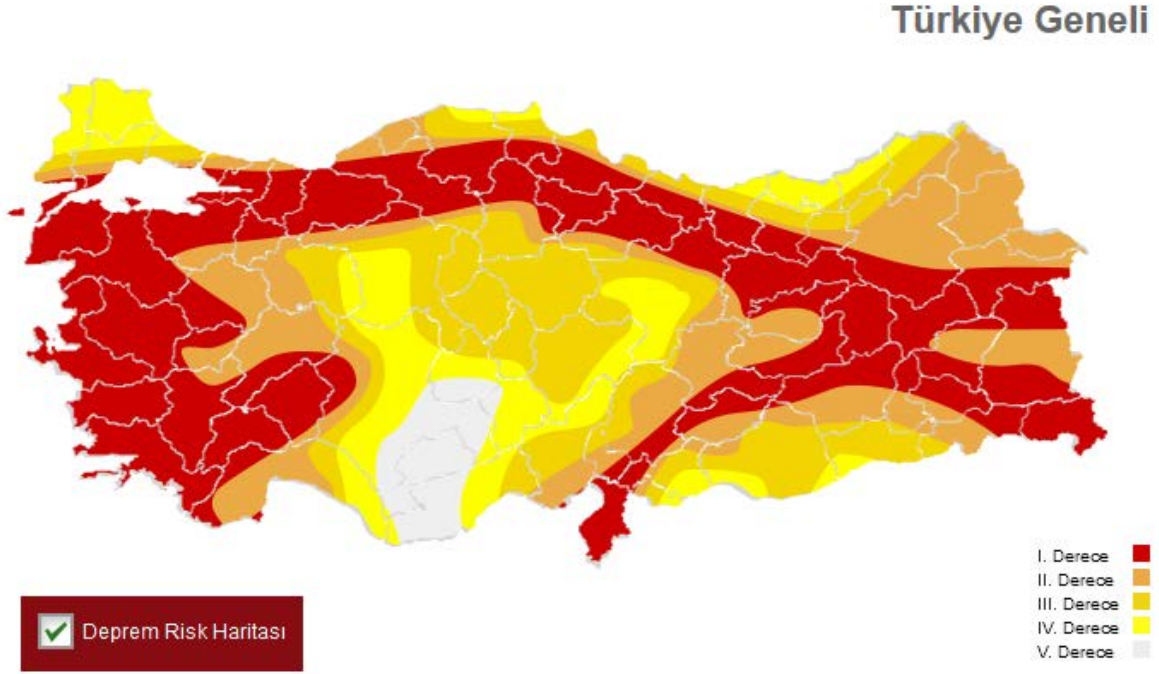 Türkiye Geneli
I. Derece
II. Derece
III. Derece
IV. Derece
V. Derece
Deprem Risk Haritası